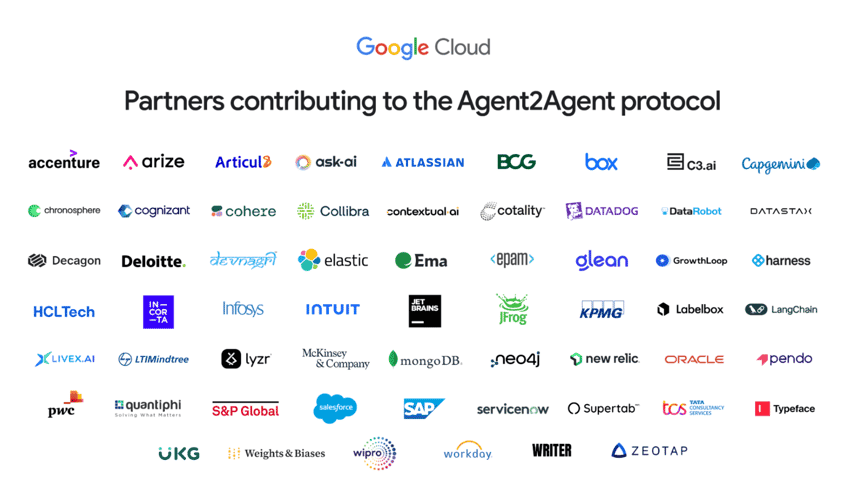 Google Cloud
Partners contributing to the Agent2Agent protocol
accenture arize Articul8 ask-ai ATLASSIAN BCG box C3.ai Capgemini
chronosphere cognizant cohere Collibra contextual ai cotality DATADOG DataRobot DATASTAX
Decagon Deloitte. devnagri elastic Ema <epam> glean GrowthLoop harness
HCLTech IN-COR-TA Infosys INTUIT JET BRAINS JFrog KPMG Labelbox LangChain
LIVEX.AI LTIMindtree lyzr McKinsey & Company mongoDB. neo4j new relic. ORACLE pendo
pwc quantiphi Solving What Matters S&P Global salesforce SAP servicenow Supertab™ tcs TATA CONSULTANCY SERVICES Typeface
UKG Weights & Biases wipro workday. WRITER ZEOTAP